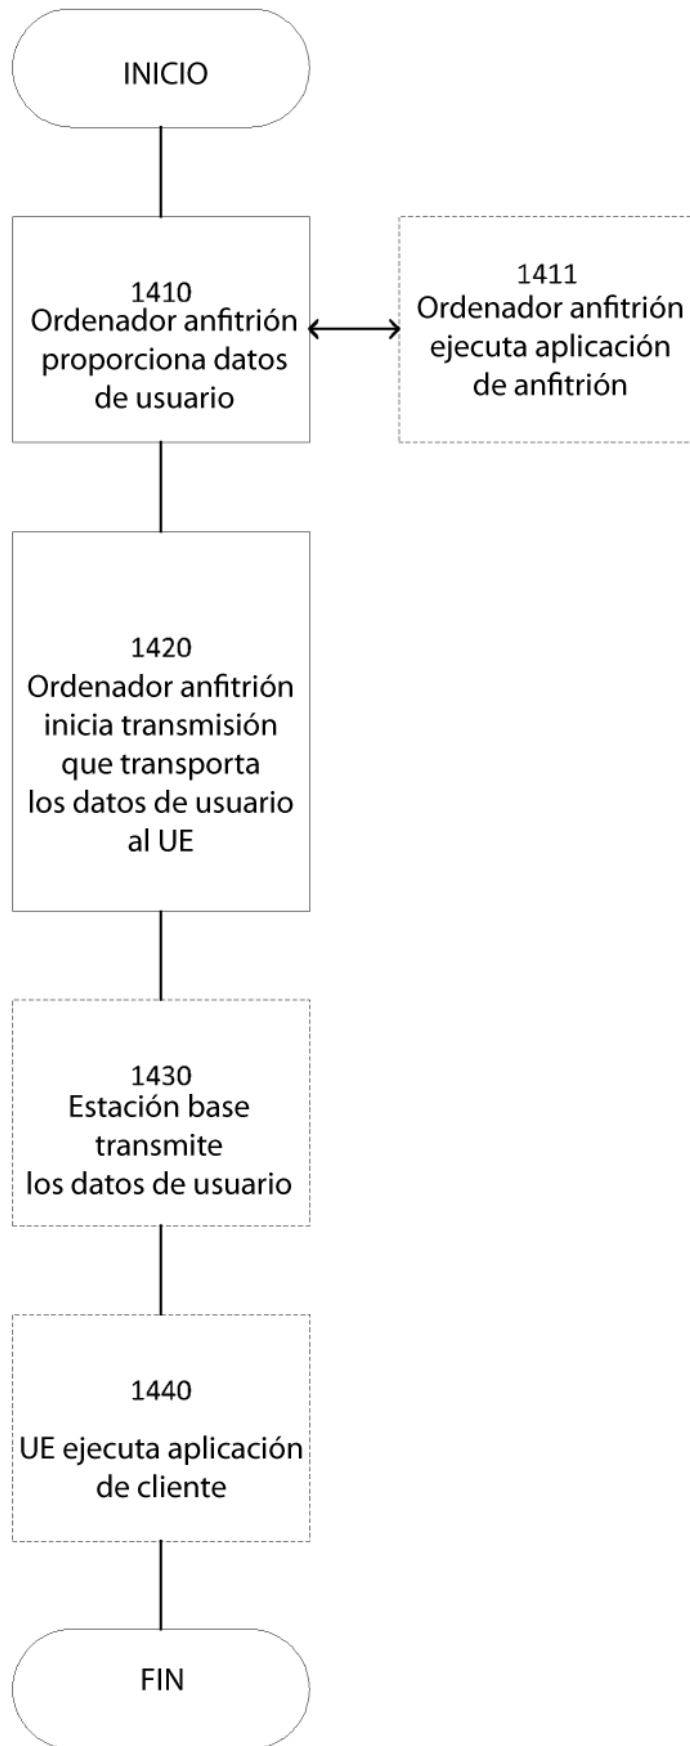 INICIO
1410
Ordenador anfitrión
proporciona datos
de usuario
1411
Ordenador anfitrión
ejecuta aplicación
de anfitrión
1420
Ordenador anfitrión
inicia transmisión
que transporta
los datos de usuario
al UE
1430
Estación base
transmite
los datos de usuario
1440
UE ejecuta aplicación
de cliente
FIN